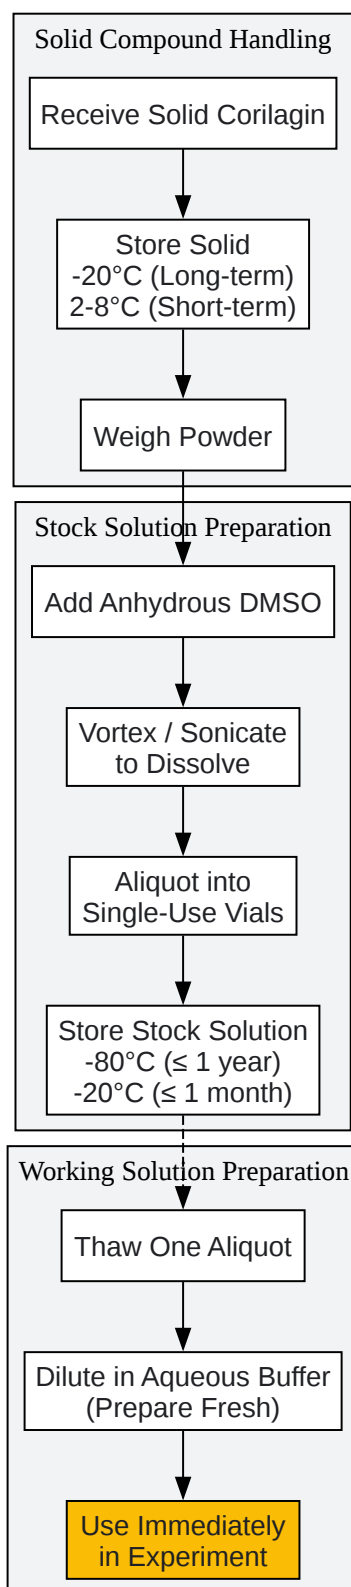 Solid Compound Handling
Receive Solid Corilagin
Store Solid
-20°C (Long-term)
2-8°C (Short-term)
Weigh Powder
Stock Solution Preparation
Add Anhydrous DMSO
Vortex / Sonicate
to Dissolve
Aliquot into
Single-Use Vials
Store Stock Solution
-80°C (≤ 1 year)
-20°C (≤ 1 month)
Working Solution Preparation
Thaw One Aliquot
Dilute in Aqueous Buffer
(Prepare Fresh)
Use Immediately
in Experiment